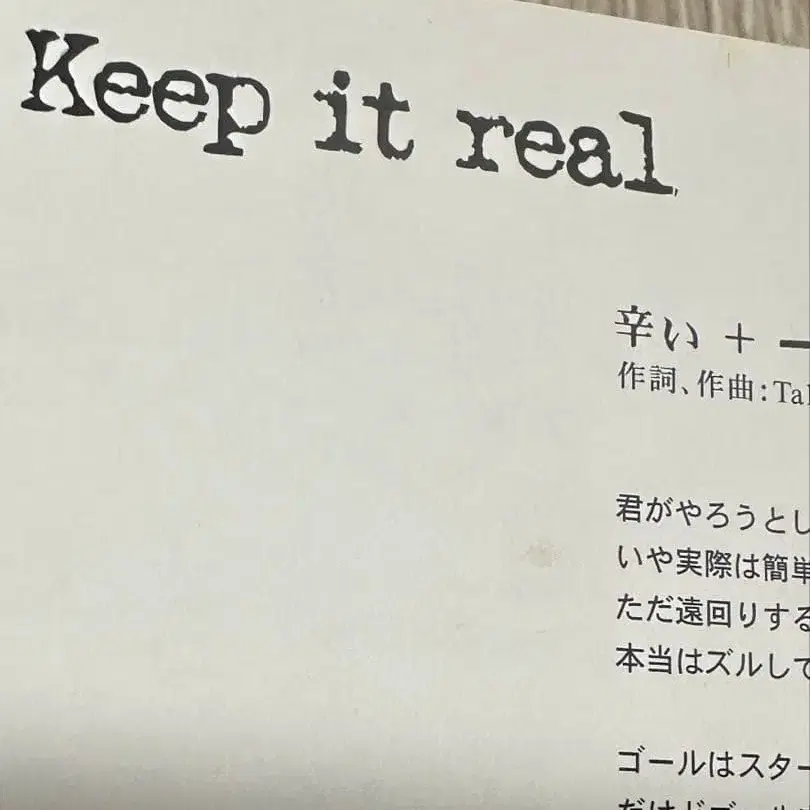 Keep it real
辛い + 一
作詞、作曲:Ta
君がやろうとし
いや実際は簡単
ただ遠回りする
本当はズルして
ゴールはスター